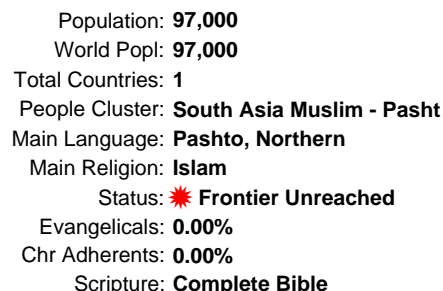 Population: 97,000
World Popl: 97,000
Total Countries: 1
People Cluster: South Asia Muslim - Pasht
Main Language: Pashto, Northern
Main Religion: Islam
Status: Frontier Unreached
Evangelicals: 0.00%
Chr Adherents: 0.00%
Scripture: Complete Bible